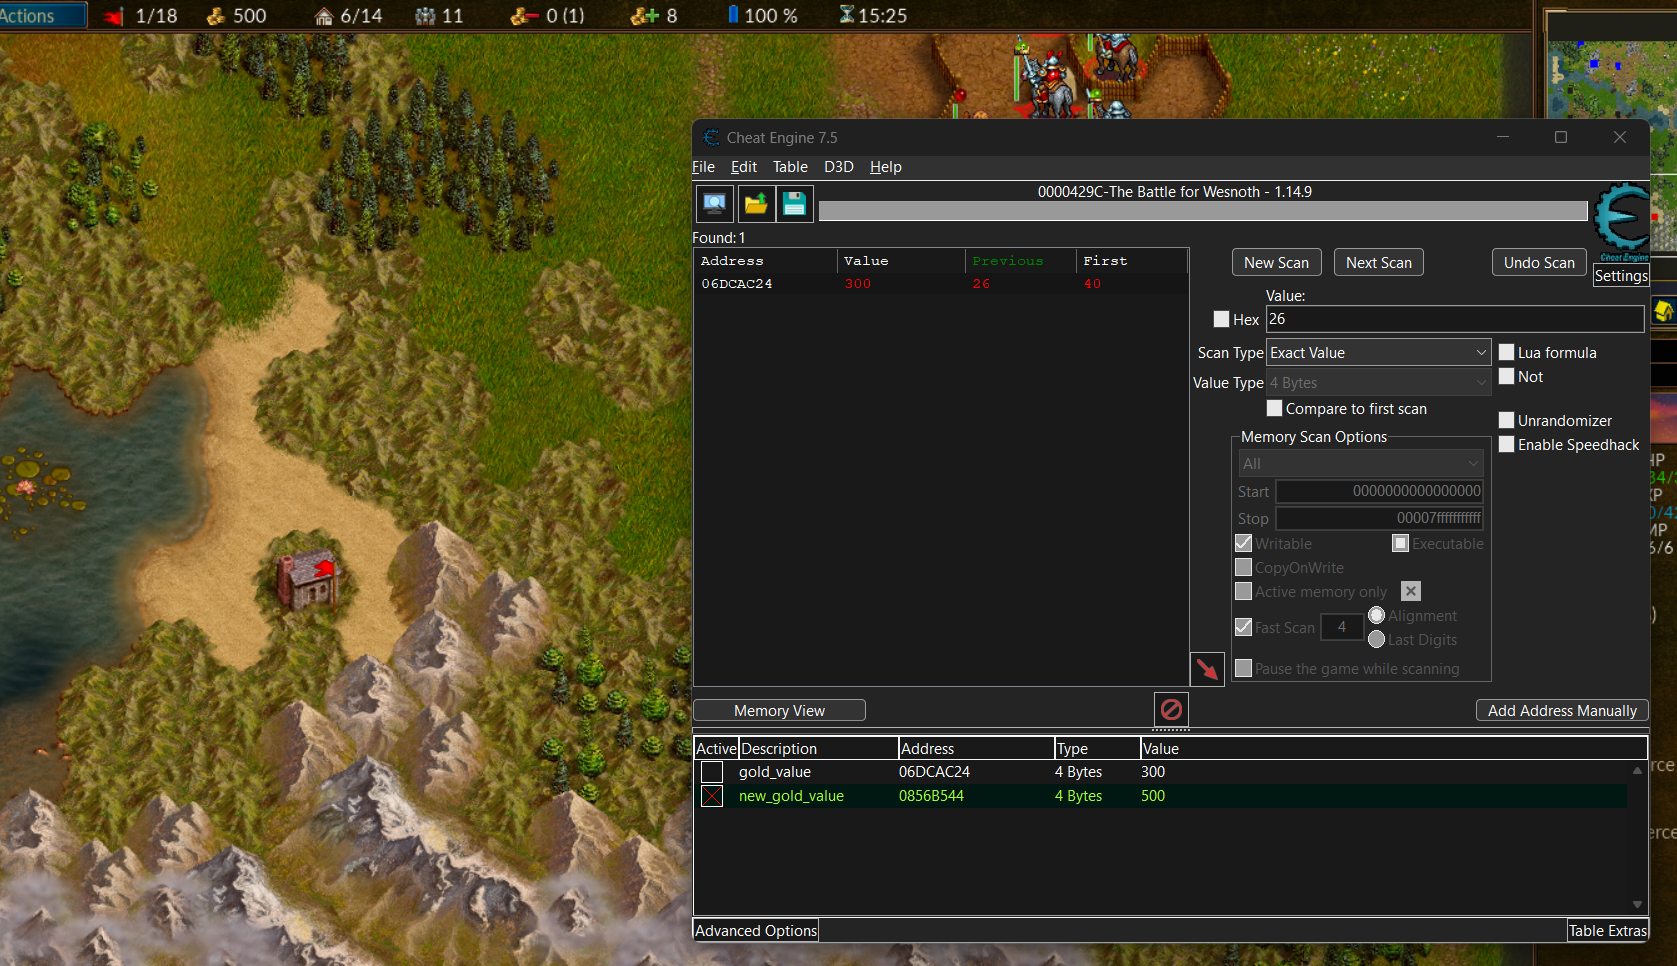 Actions 1/18 500 6/14 11 0 (1) 8 100 % 15:25
Cheat Engine 7.5
File Edit Table D3D Help
0000429C-The Battle for Wesnoth - 1.14.9
Found:1
Address Value Previous First
06DCAC24 300 26 40
New Scan Next Scan Undo Scan
Cheat Engine
Settings
Value:
Hex 26
Scan Type Exact Value Lua formula
Value Type 4 Bytes Not
Compare to first scan
Unrandomizer
Memory Scan Options
Enable Speedhack
All
Start 0000000000000000
Stop 00007fffffffffff
Writable Executable
CopyOnWrite
Active memory only
Alignment
Fast Scan 4
Last Digits
Pause the game while scanning
Memory View Add Address Manually
Active Description Address Type Value
gold_value 06DCAC24 4 Bytes 300
new_gold_value 0856B544 4 Bytes 500
Advanced Options Table Extras